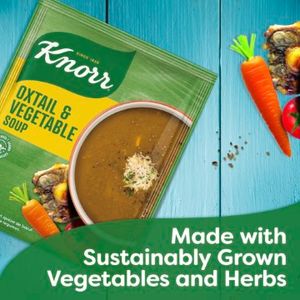 SINCE 1838
Knorr
OXTAIL &
VEGETABLE
SOUP
Made with
Sustainably Grown
Vegetables and Herbs